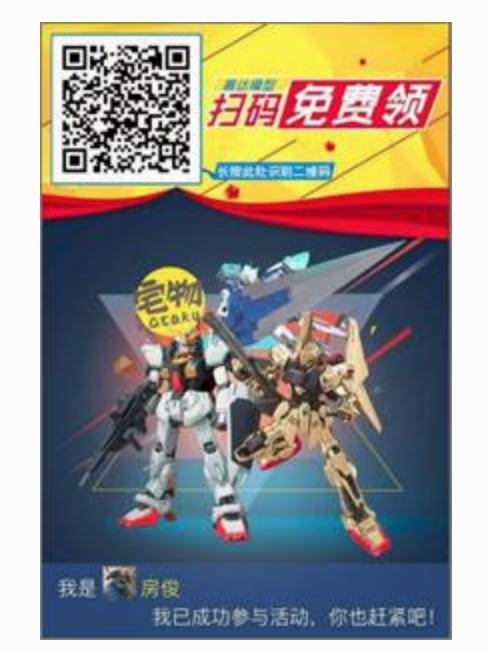 高达模型
扫码 免费领
长按此处识别二维码
宅物
Otaku
我是 房俊
我已成功参与活动，你也赶紧吧！